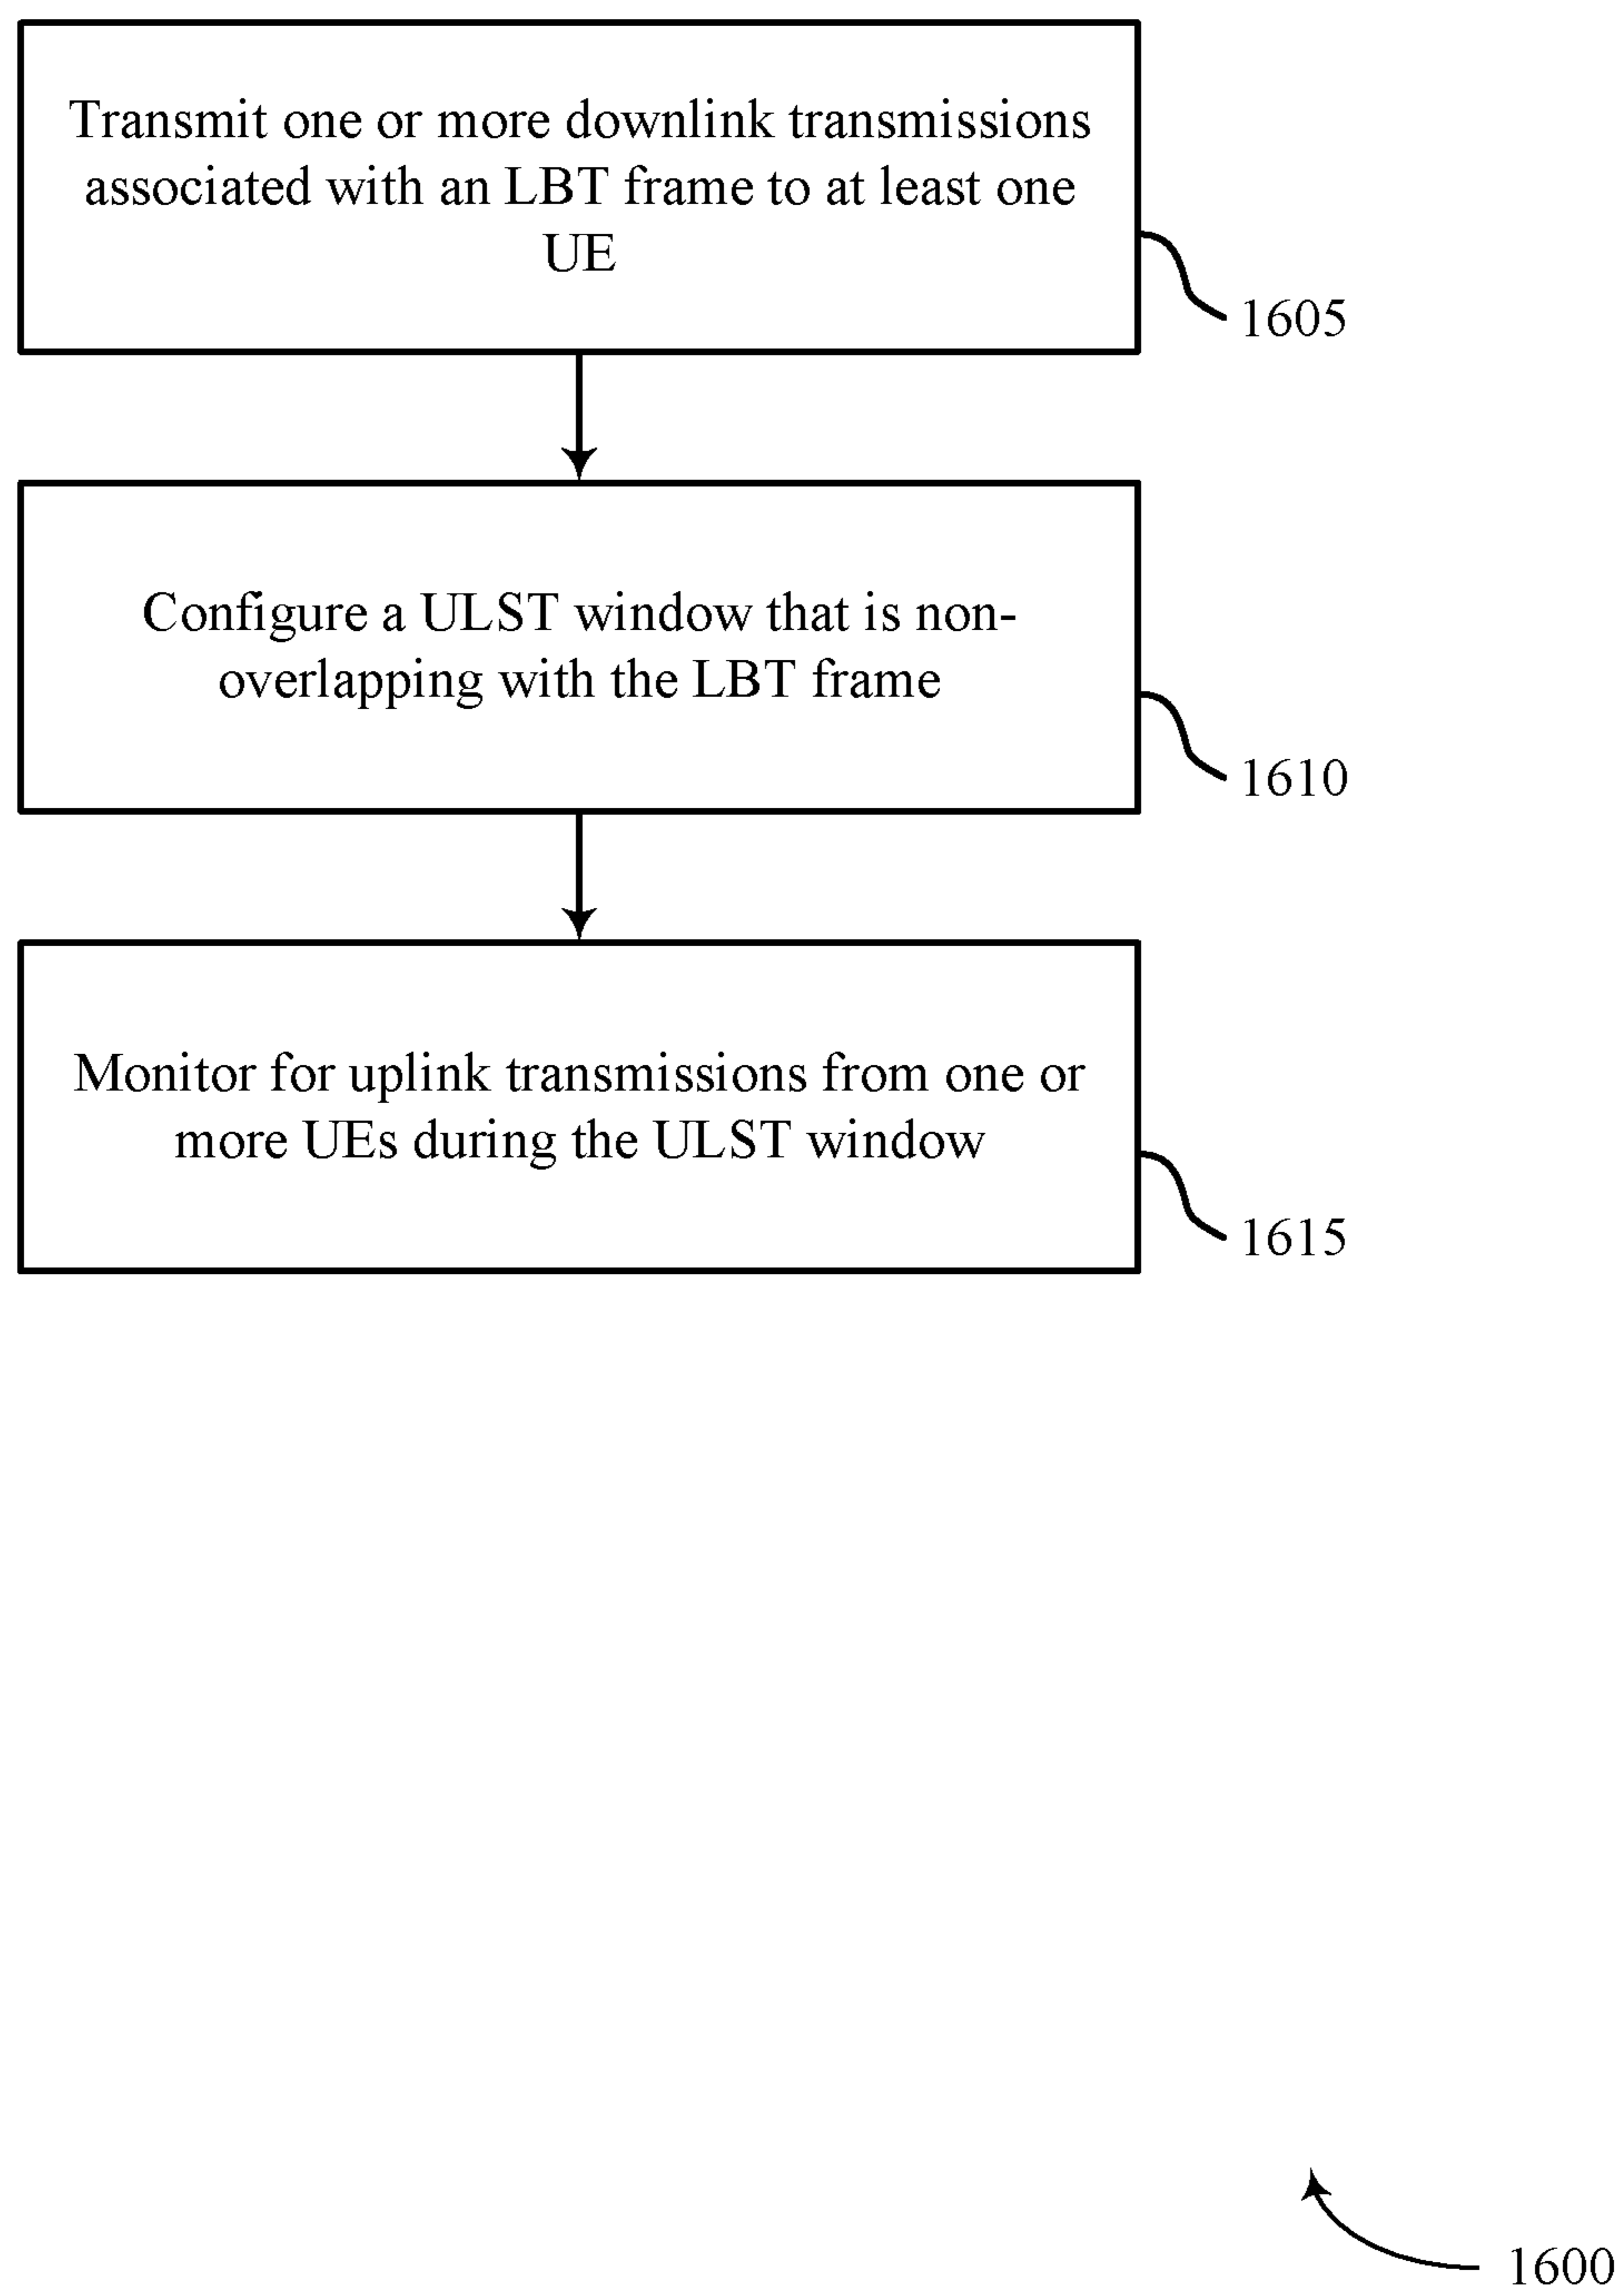 Transmit one or more downlink transmissions
associated with an LBT frame to at least one
UE
1605
Configure a ULST window that is non-
overlapping with the LBT frame
1610
Monitor for uplink transmissions from one or
more UEs during the ULST window
1615
1600